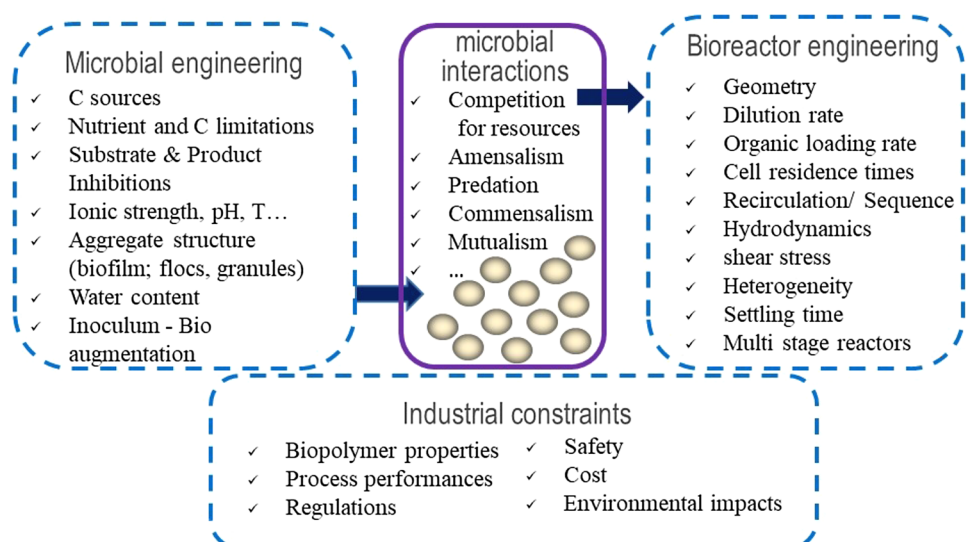 Microbial engineering
✓ C sources
✓ Nutrient and C limitations
✓ Substrate & Product
Inhibitions
✓ Ionic strength, pH, T…
✓ Aggregate structure
(biofilm; flocs, granules)
✓ Water content
✓ Inoculum - Bio
augmentation
microbial
interactions
✓ Competition
for resources
✓ Amensalism
✓ Predation
✓ Commensalism
✓ Mutualism
✓ ...
Bioreactor engineering
✓ Geometry
✓ Dilution rate
✓ Organic loading rate
✓ Cell residence times
✓ Recirculation/ Sequence
✓ Hydrodynamics
✓ shear stress
✓ Heterogeneity
✓ Settling time
✓ Multi stage reactors
Industrial constraints
✓ Biopolymer properties
✓ Process performances
✓ Regulations
✓ Safety
✓ Cost
✓ Environmental impacts